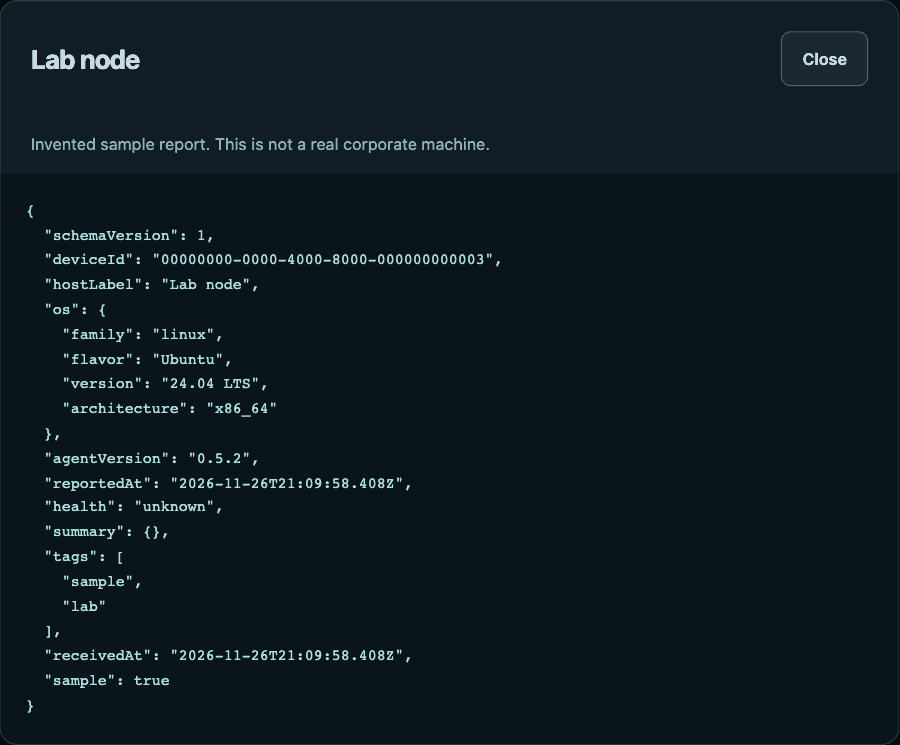 Lab node
Close
Invented sample report. This is not a real corporate machine.
{
  "schemaVersion": 1,
  "deviceId": "00000000-0000-4000-8000-000000000003",
  "hostLabel": "Lab node",
  "os": {
    "family": "linux",
    "flavor": "Ubuntu",
    "version": "24.04 LTS",
    "architecture": "x86_64"
  },
  "agentVersion": "0.5.2",
  "reportedAt": "2026-11-26T21:09:58.408Z",
  "health": "unknown",
  "summary": {},
  "tags": [
    "sample",
    "lab"
  ],
  "receivedAt": "2026-11-26T21:09:58.408Z",
  "sample": true
}